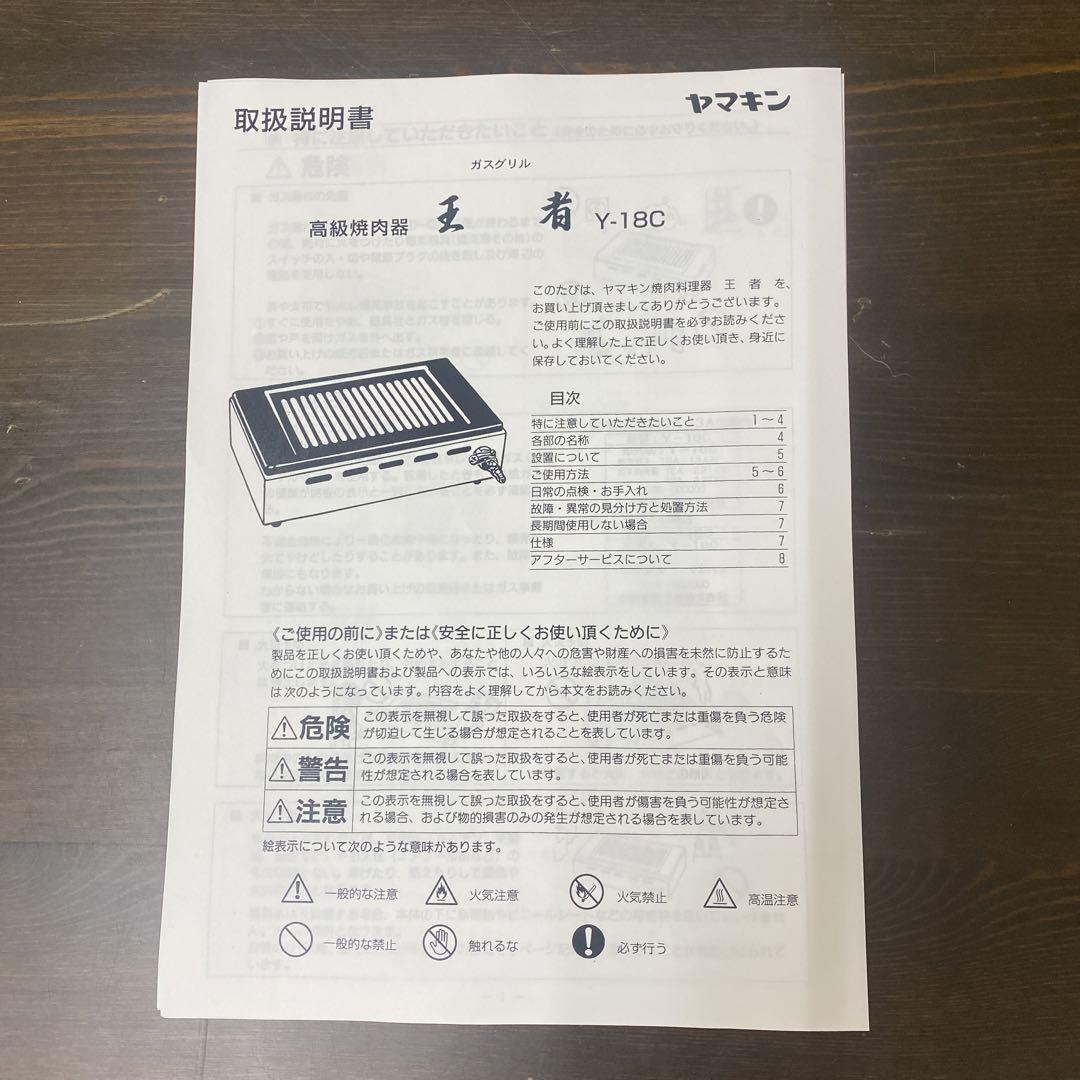 取扱説明書
ヤマキン
ガスグリル
高級焼肉器 王 者 Y-18C
このたびは、ヤマキン焼肉料理器 王 者 を、
お買い上げ頂きましてありがとうございます。
ご使用前にこの取扱説明書を必ずお読みくださ
い。よく理解した上で正しくお使い頂き、身近に
保存しておいてください。
目次
特に注意していただきたいこと 1～4
各部の名称 4
設置について 5
ご使用方法 5～6
日常の点検・お手入れ 6
故障・異常の見分け方と処置方法 7
長期間使用しない場合 7
仕様 7
アフターサービスについて 8
《ご使用の前に》または《安全に正しくお使い頂くために》
製品を正しくお使い頂くためや、あなたや他の人々への危害や財産への損害を未然に防止するた
めにこの取扱説明書および製品への表示では、いろいろな絵表示をしています。その表示と意味
は次のようになっています。内容をよく理解してから本文をお読みください。
危険
この表示を無視して誤った取扱をすると、使用者が死亡または重傷を負う危険
が切迫して生じる場合が想定されることを表しています。
警告
この表示を無視して誤った取扱をすると、使用者が死亡または重傷を負う可能
性が想定される場合を表しています。
注意
この表示を無視して誤った取扱をすると、使用者が傷害を負う可能性が想定さ
れる場合、および物的損害のみの発生が想定される場合を表しています。
絵表示について次のような意味があります。
一般的な注意 火気注意 火気禁止 高温注意
一般的な禁止 触れるな 必ず行う